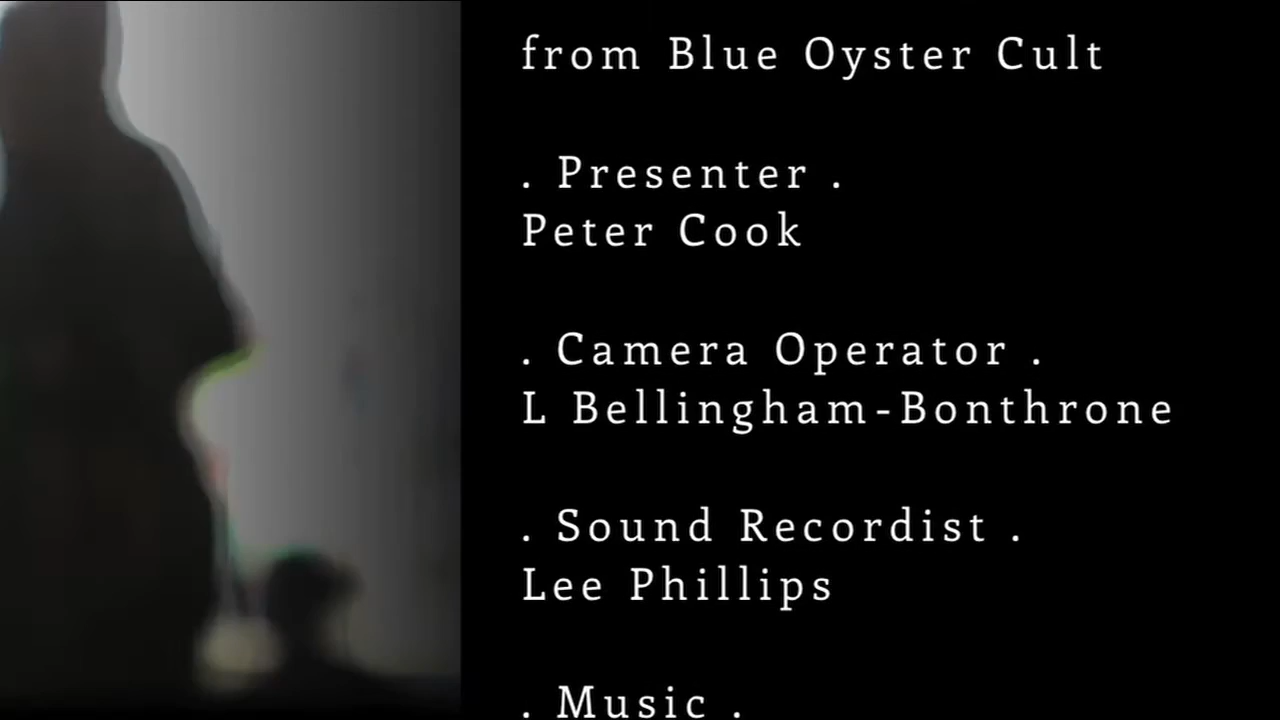 from Blue Oyster Cult
. Presenter .
Peter Cook
. Camera Operator .
L Bellingham-Bonthrone
. Sound Recordist .
Lee Phillips
. Music .